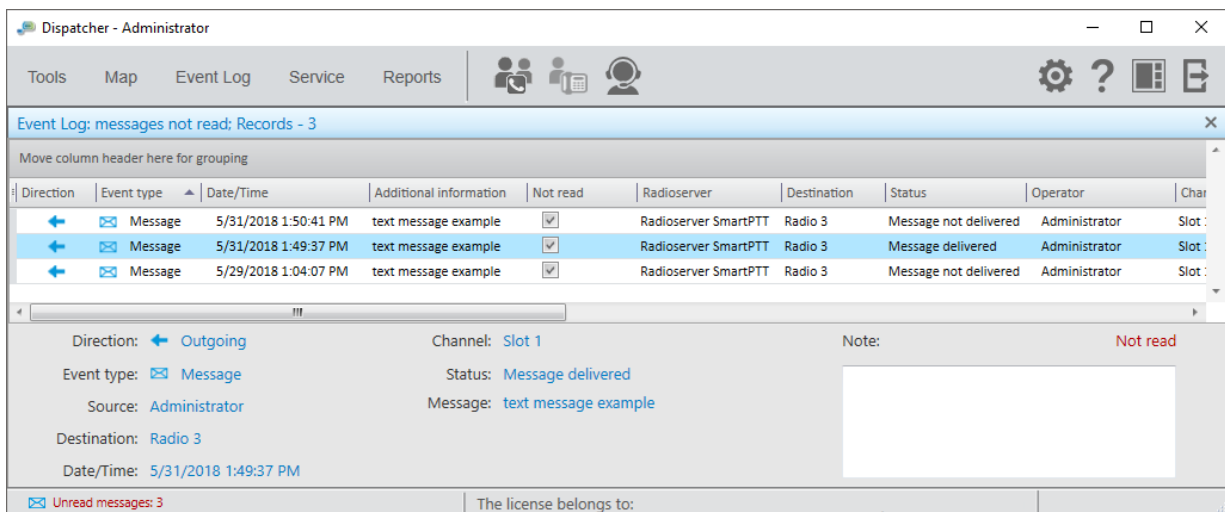 Dispatcher - Administrator
Tools Map Event Log Service Reports
Event Log: messages not read; Records - 3
Move column header here for grouping
Direction Event type Date/Time Additional information Not read Radioserver Destination Status Operator
Message 5/31/2018 1:50:41 PM text message example Radioserver SmartPTT Radio 3 Message not delivered Administrator Slot
Message 5/31/2018 1:49:37 PM text message example Radioserver SmartPTT Radio 3 Message delivered Administrator Slot
Message 5/29/2018 1:04:07 PM text message example Radioserver SmartPTT Radio 3 Message not delivered Administrator Slot
Direction: Outgoing Channel: Slot 1 Note: Not read
Event type: Message Status: Message delivered
Source: Administrator Message: text message example
Destination: Radio 3
Date/Time: 5/31/2018 1:49:37 PM
Unread messages: 3 The license belongs to: